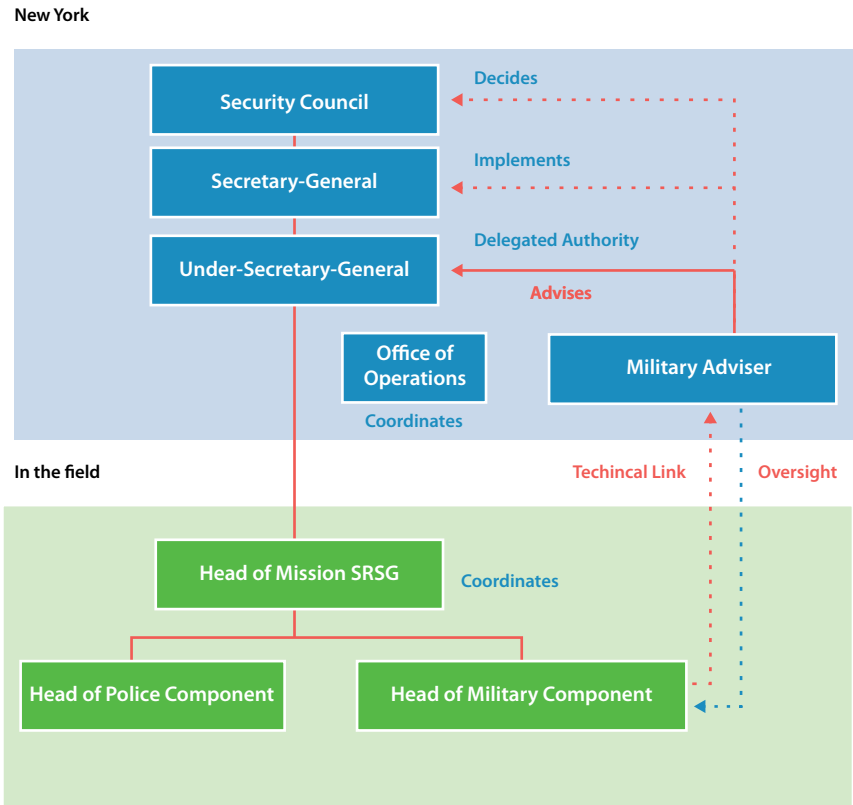 New York
Security Council
Decides
Secretary-General
Implements
Under-Secretary-General
Delegated Authority
Advises
Office of
Operations
Coordinates
Military Adviser
In the field
Techincal Link
Oversight
Head of Mission SRSG
Coordinates
Head of Police Component
Head of Military Component